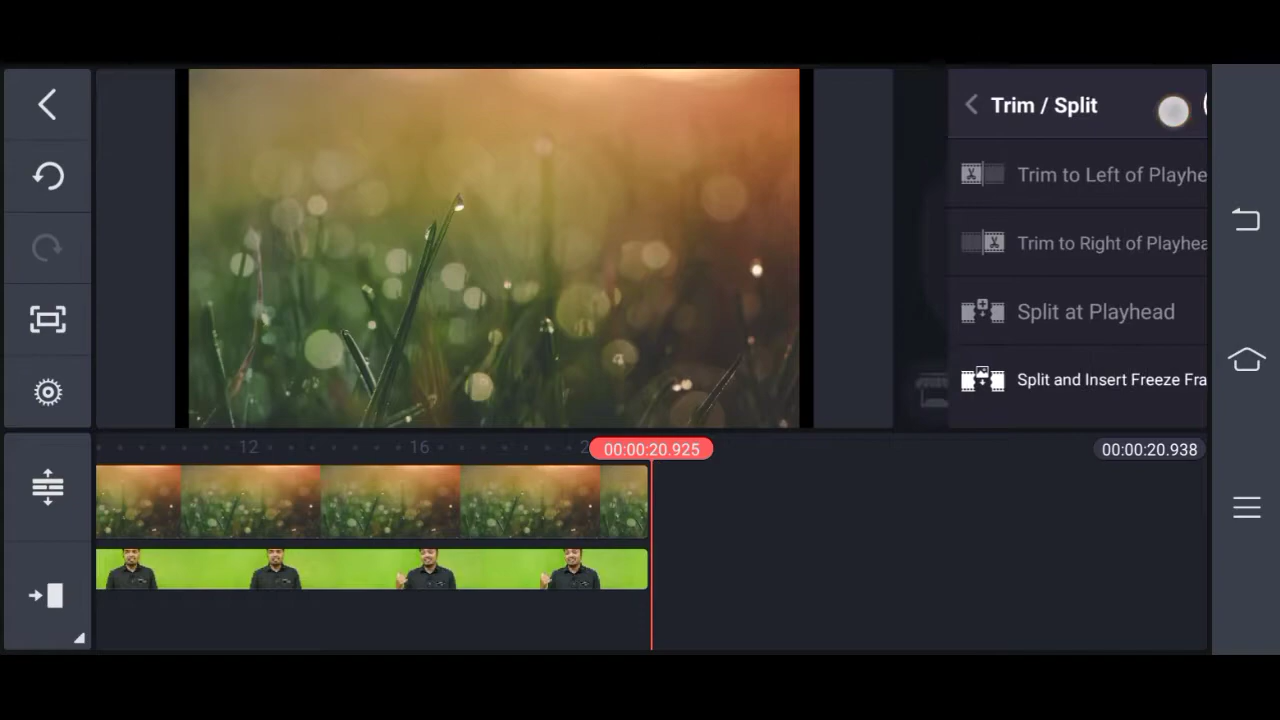 Trim / Split
Trim to Left of Playhe
Trim to Right of Playhea
Split at Playhead
Split and Insert Freeze Fra
12
16
2
00:00:20.925
00:00:20.938